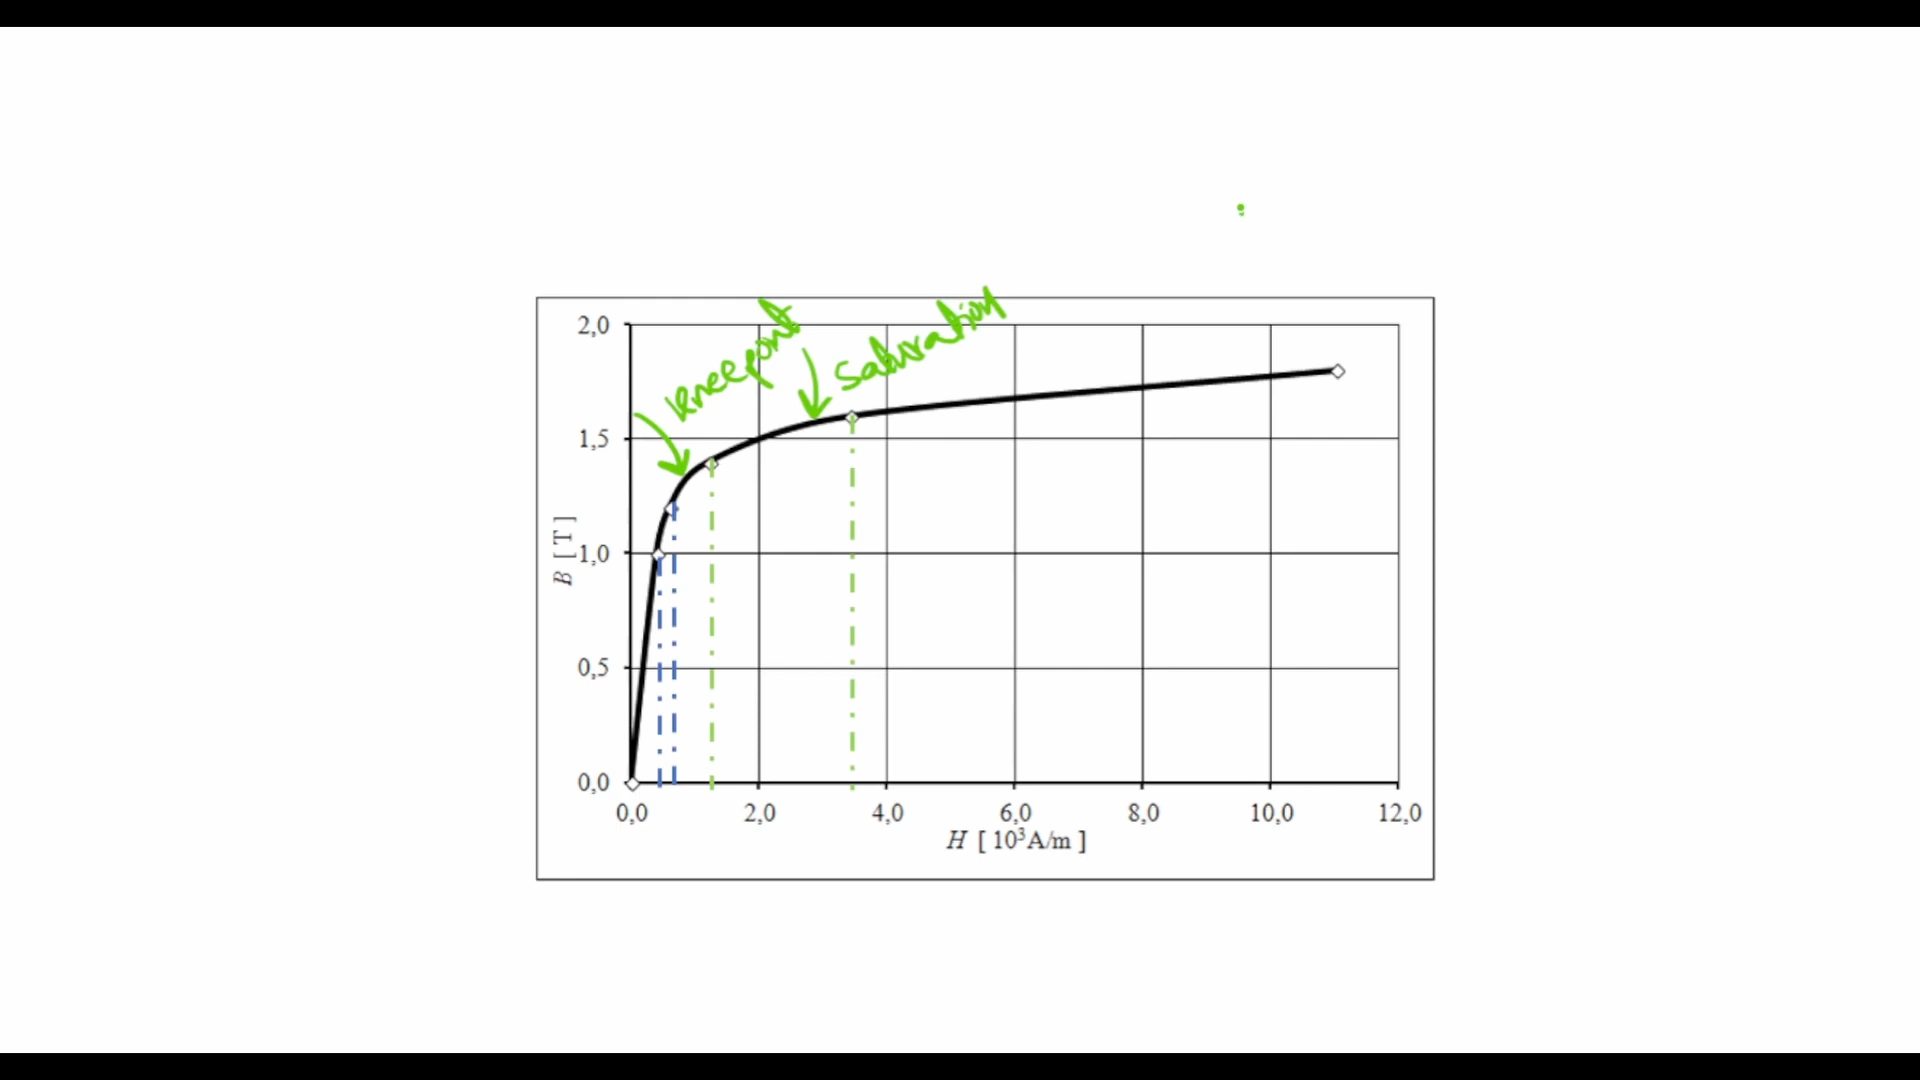 kneepoint
Saturation
2,0
1,5
1,0
0,5
0,0
B [ T ]
0,0 2,0 4,0 6,0 8,0 10,0 12,0
H [ 10³A/m ]